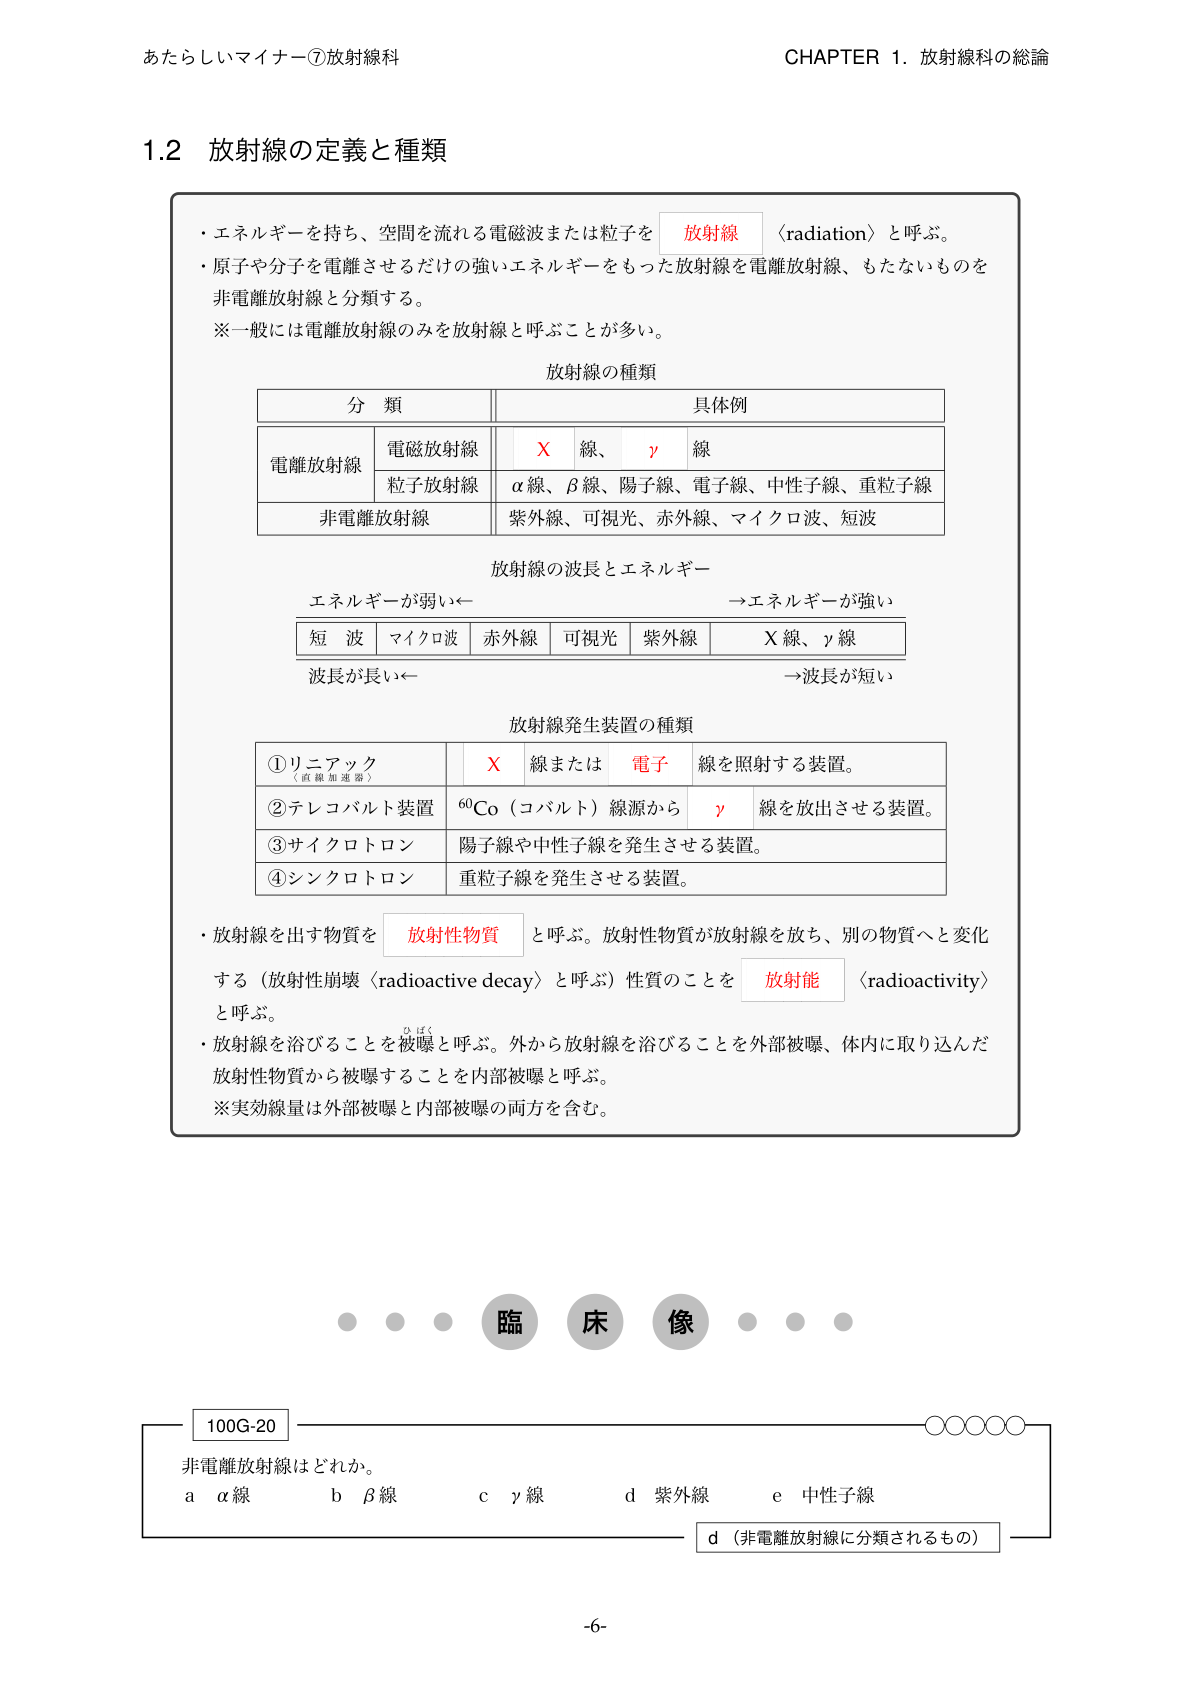 あたらしいマイナー⑦放射線科
CHAPTER 1. 放射線科の総論
1.2 放射線の定義と種類
・エネルギーを持ち、空間を流れる電磁波または粒子を 放射線 〈radiation〉と呼ぶ。
・原子や分子を電離させるだけの強いエネルギーをもった放射線を電離放射線、もたないものを
非電離放射線と分類する。
※一般には電離放射線のみを放射線と呼ぶことが多い。
放射線の種類
分 類 具体例
電離放射線 電磁放射線 X 線、 γ 線
粒子放射線 α線、β線、陽子線、電子線、中性子線、重粒子線
非電離放射線 紫外線、可視光、赤外線、マイクロ波、短波
放射線の波長とエネルギー
エネルギーが弱い← →エネルギーが強い
短 波 マイクロ波 赤外線 可視光 紫外線 X線、γ線
波長が長い← →波長が短い
放射線発生装置の種類
①リニアック X 線または 電子 線を照射する装置。
〈直線加速器〉
②テレコバルト装置 ⁶⁰Co（コバルト）線源から γ 線を放出させる装置。
③サイクロトロン 陽子線や中性子線を発生させる装置。
④シンクロトロン 重粒子線を発生させる装置。
・放射線を出す物質を 放射性物質 と呼ぶ。放射性物質が放射線を放ち、別の物質へと変化
する（放射性崩壊〈radioactive decay〉と呼ぶ）性質のことを 放射能 〈radioactivity〉
と呼ぶ。
ひばく
・放射線を浴びることを被曝と呼ぶ。外から放射線を浴びることを外部被曝、体内に取り込んだ
放射性物質から被曝することを内部被曝と呼ぶ。
※実効線量は外部被曝と内部被曝の両方を含む。
臨 床 像
100G-20 ○○○○○
非電離放射線はどれか。
a α線 b β線 c γ線 d 紫外線 e 中性子線
d （非電離放射線に分類されるもの）
-6-